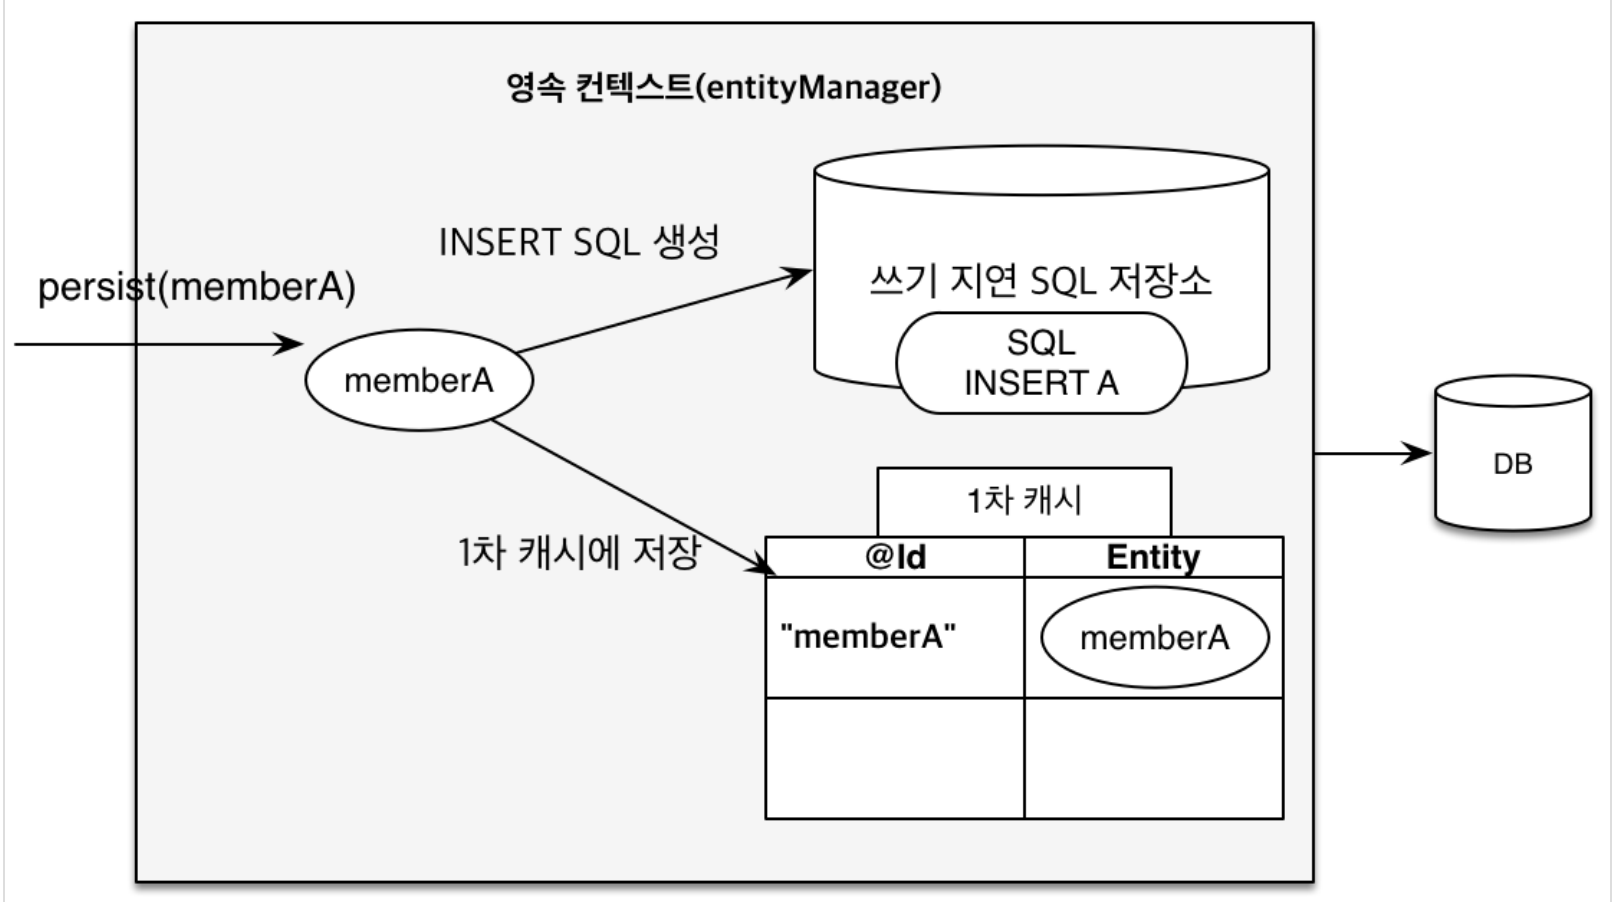 영속 컨텍스트(entityManager)
INSERT SQL 생성
persist(memberA)
쓰기 지연 SQL 저장소
SQL
INSERT A
memberA
DB
1차 캐시
1차 캐시에 저장
@Id
Entity
"memberA"
memberA